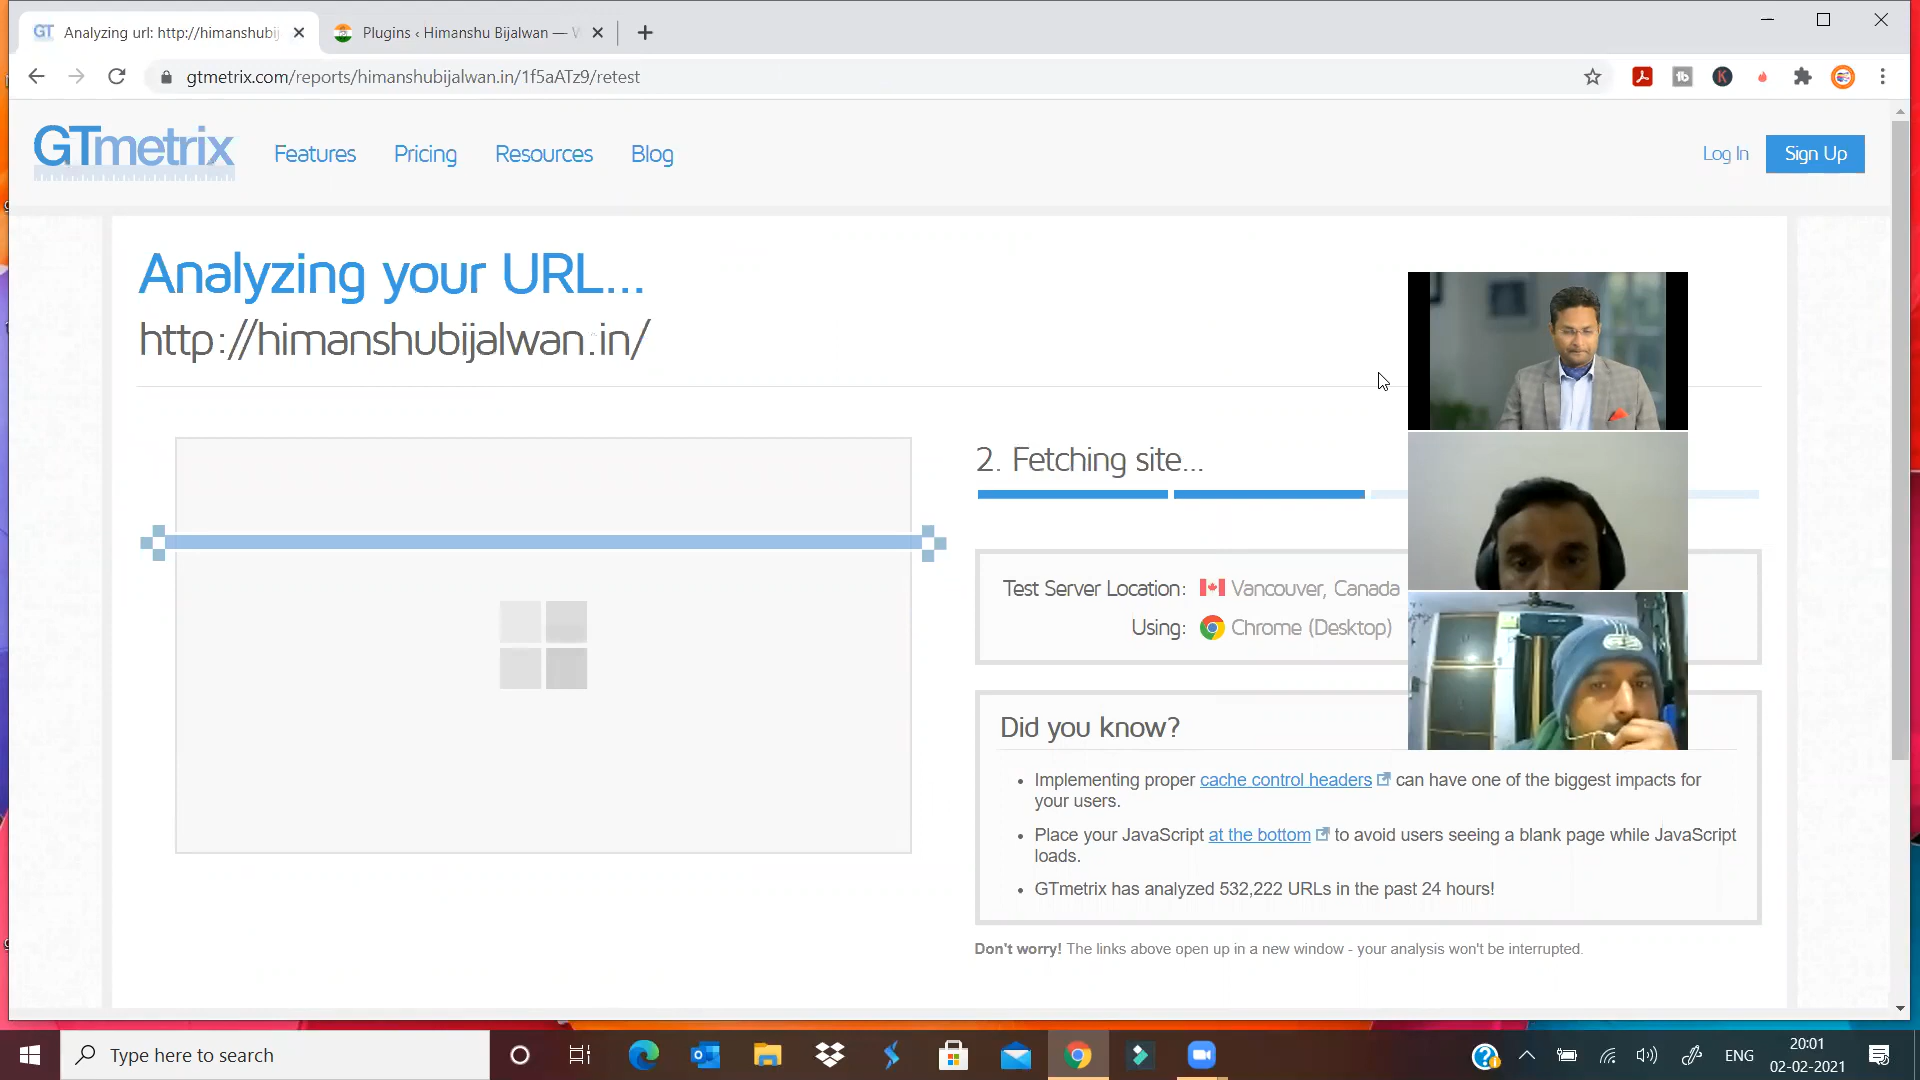 GT Analyzing url: http://himanshubij
Plugins ‹ Himanshu Bijalwan — W
gtmetrix.com/reports/himanshubijalwan.in/1f5aATz9/retest
GTmetrix
Features
Pricing
Resources
Blog
Log In
Sign Up
Analyzing your URL...
http://himanshubijalwan.in/
2. Fetching site...
Test Server Location: Vancouver, Canada
Using: Chrome (Desktop)
Did you know?
• Implementing proper cache control headers can have one of the biggest impacts for
your users.
• Place your JavaScript at the bottom to avoid users seeing a blank page while JavaScript
loads.
• GTmetrix has analyzed 532,222 URLs in the past 24 hours!
Don't worry! The links above open up in a new window - your analysis won't be interrupted.
Type here to search
ENG
20:01
02-02-2021